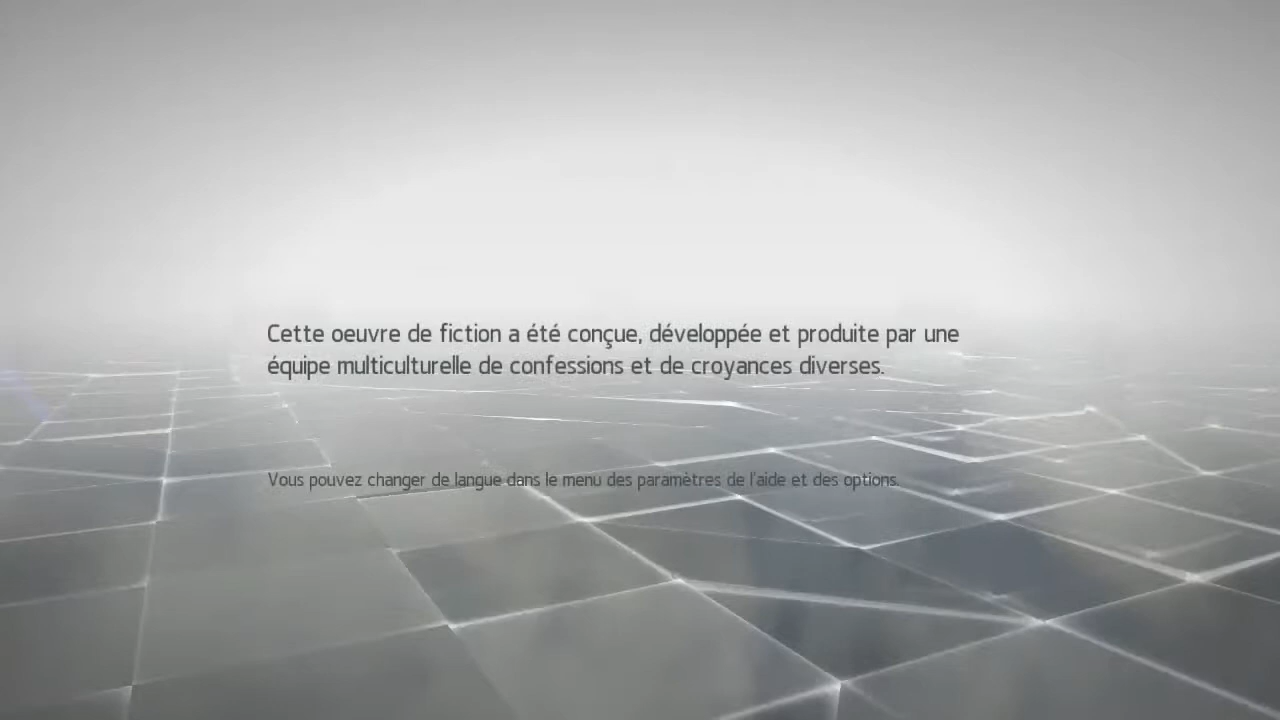 Cette oeuvre de fiction a été conçue, développée et produite par une
équipe multiculturelle de confessions et de croyances diverses.
Vous pouvez changer de langue dans le menu des paramètres de l'aide et des options.